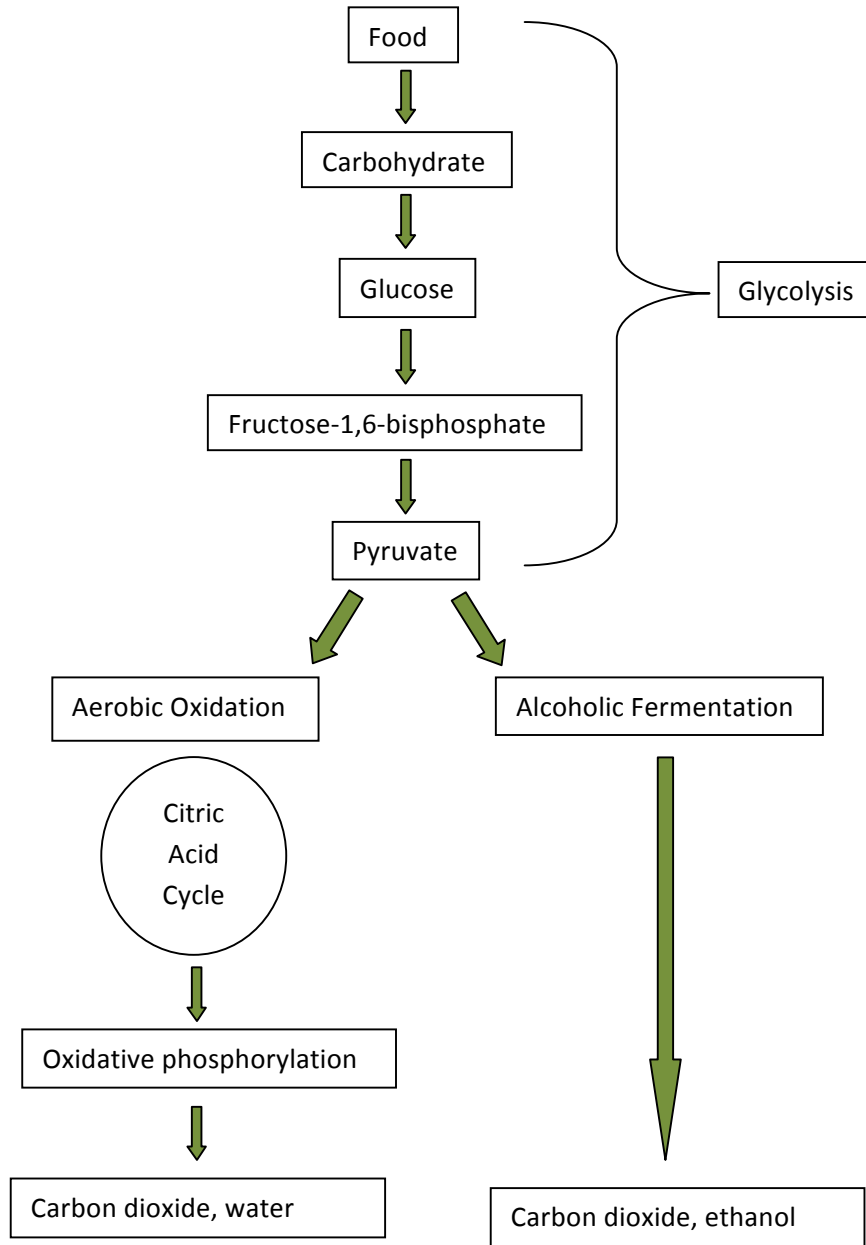 Food
Carbohydrate
Glucose
Glycolysis
Fructose-1,6-bisphosphate
Pyruvate
Aerobic Oxidation
Alcoholic Fermentation
Citric
Acid
Cycle
Oxidative phosphorylation
Carbon dioxide, water
Carbon dioxide, ethanol